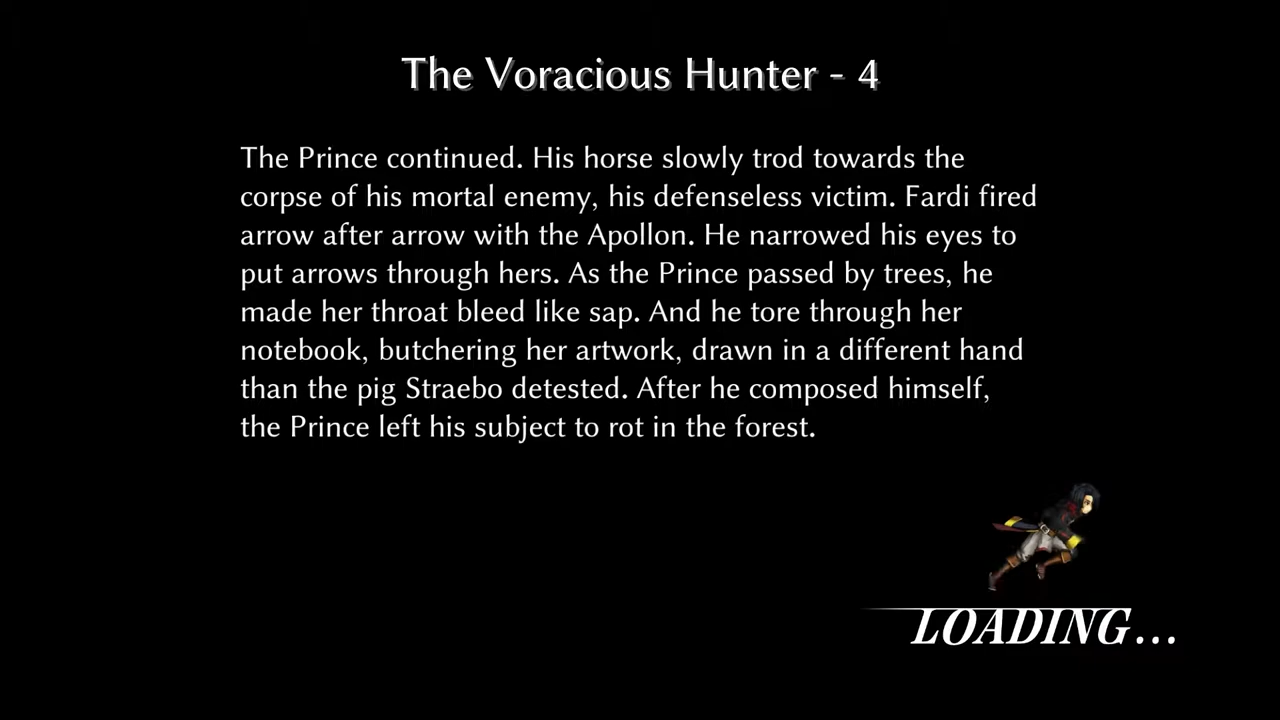 The Voracious Hunter - 4
The Prince continued. His horse slowly trod towards the
corpse of his mortal enemy, his defenseless victim. Fardi fired
arrow after arrow with the Apollon. He narrowed his eyes to
put arrows through hers. As the Prince passed by trees, he
made her throat bleed like sap. And he tore through her
notebook, butchering her artwork, drawn in a different hand
than the pig Straebo detested. After he composed himself,
the Prince left his subject to rot in the forest.
LOADING...